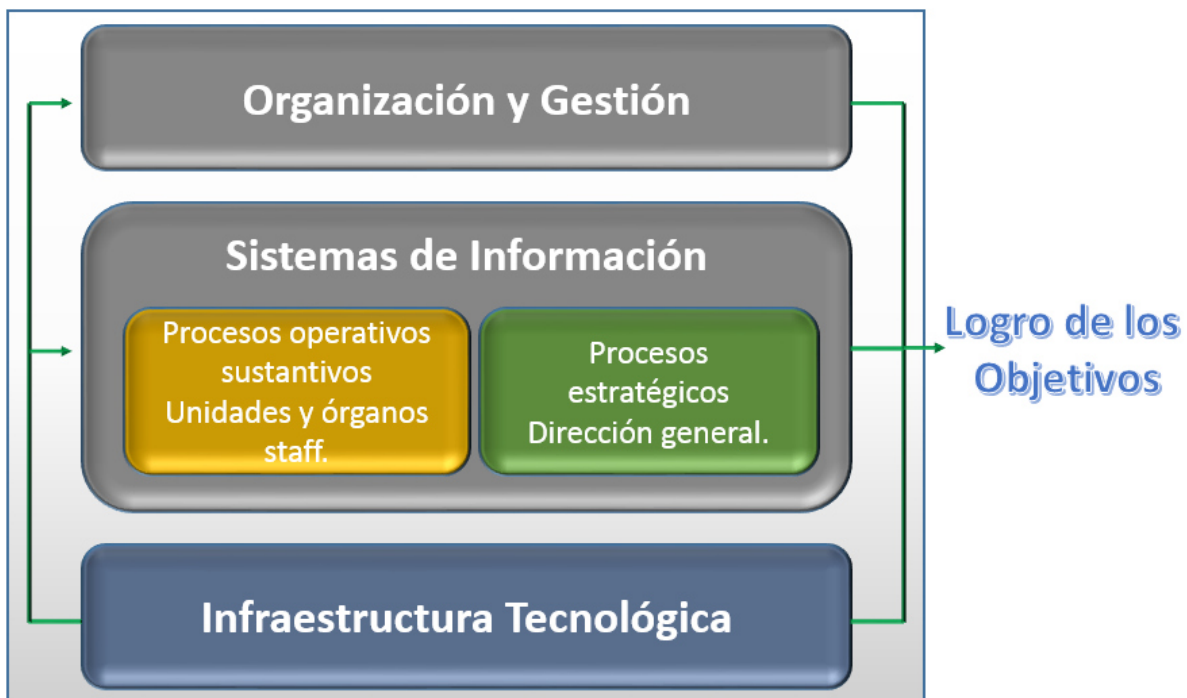 Organización y Gestión
Sistemas de Información
Procesos operativos
sustantivos
Unidades y órganos
staff.
Procesos
estratégicos
Dirección general.
Logro de los
Objetivos
Infraestructura Tecnológica